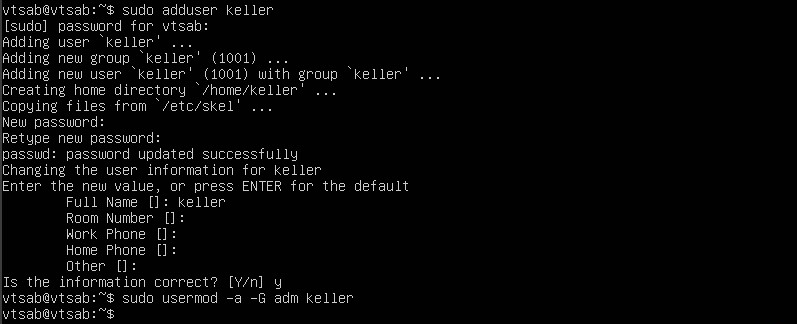 vtsab@vtsab:~$ sudo adduser keller
[sudo] password for vtsab:
Adding user `keller' ...
Adding new group `keller' (1001) ...
Adding new user `keller' (1001) with group `keller' ...
Creating home directory `/home/keller' ...
Copying files from `/etc/skel' ...
New password:
Retype new password:
passwd: password updated successfully
Changing the user information for keller
Enter the new value, or press ENTER for the default
        Full Name []: keller
        Room Number []:
        Work Phone []:
        Home Phone []:
        Other []:
Is the information correct? [Y/n] y
vtsab@vtsab:~$ sudo usermod -a -G adm keller
vtsab@vtsab:~$